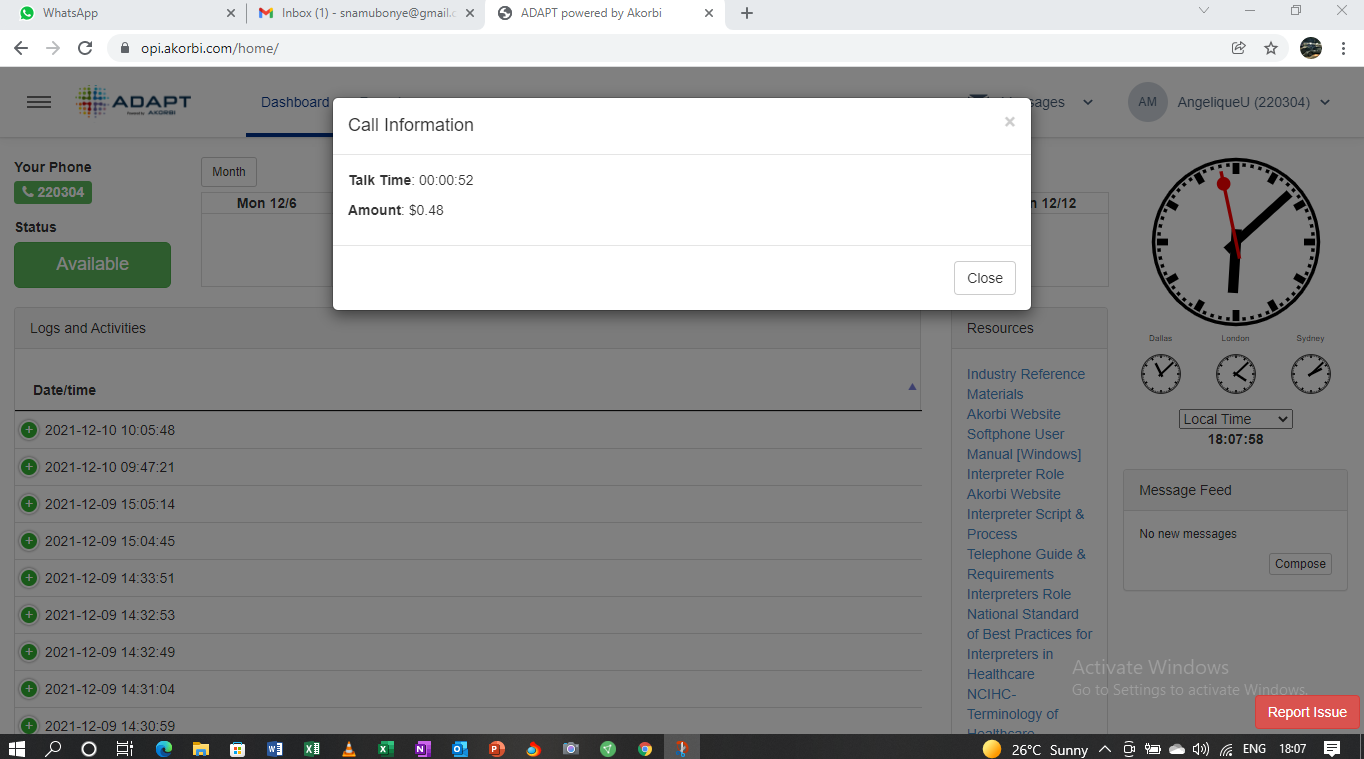 WhatsApp
Inbox (1) - snamubonye@gmail.c
ADAPT powered by Akorbi
opi.akorbi.com/home/
ADAPT
Powered by AKORBI
Dashboard
AM
AngeliqueU (220304)
Call Information
×
Talk Time: 00:00:52
Amount: $0.48
Close
Your Phone
220304
Status
Available
Month
Mon 12/6
n 12/12
Logs and Activities
Date/time
2021-12-10 10:05:48
2021-12-10 09:47:21
2021-12-09 15:05:14
2021-12-09 15:04:45
2021-12-09 14:33:51
2021-12-09 14:32:53
2021-12-09 14:32:49
2021-12-09 14:31:04
2021-12-09 14:30:59
Resources
Industry Reference
Materials
Akorbi Website
Softphone User
Manual [Windows]
Interpreter Role
Akorbi Website
Interpreter Script &
Process
Telephone Guide &
Requirements
Interpreters Role
National Standard
of Best Practices for
Interpreters in
Healthcare
NCIHC-
Terminology of
Healthcare
Dallas London Sydney
Local Time
18:07:58
Message Feed
No new messages
Compose
Activate Windows
Go to Settings to activate Windows.
Report Issue
26°C Sunny
ENG
18:07